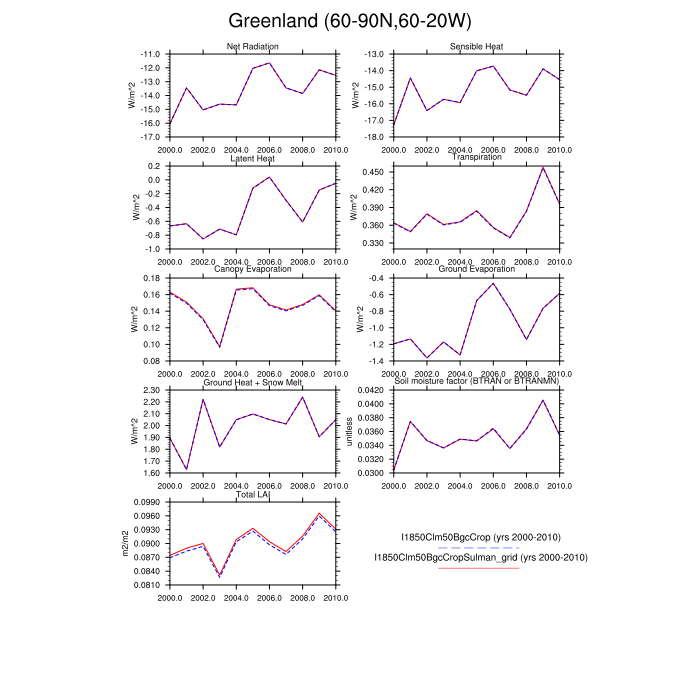 Greenland (60-90N,60-20W)
Net Radiation
W/m^2
-11.0
-12.0
-13.0
-14.0
-15.0
-16.0
-17.0
2000.0 2002.0 2004.0 2006.0 2008.0 2010.0
Sensible Heat
W/m^2
-13.0
-14.0
-15.0
-16.0
-17.0
-18.0
2000.0 2002.0 2004.0 2006.0 2008.0 2010.0
Latent Heat
W/m^2
0.2
0.0
-0.2
-0.4
-0.6
-0.8
-1.0
2000.0 2002.0 2004.0 2006.0 2008.0 2010.0
Transpiration
W/m^2
0.450
0.420
0.390
0.360
0.330
2000.0 2002.0 2004.0 2006.0 2008.0 2010.0
Canopy Evaporation
W/m^2
0.18
0.16
0.14
0.12
0.10
0.08
2000.0 2002.0 2004.0 2006.0 2008.0 2010.0
Ground Evaporation
W/m^2
-0.4
-0.6
-0.8
-1.0
-1.2
-1.4
2000.0 2002.0 2004.0 2006.0 2008.0 2010.0
Ground Heat + Snow Melt
W/m^2
2.30
2.20
2.10
2.00
1.90
1.80
1.70
1.60
2000.0 2002.0 2004.0 2006.0 2008.0 2010.0
Soil moisture factor (BTRAN or BTRANMN)
unitless
0.0420
0.0400
0.0380
0.0360
0.0340
0.0320
0.0300
2000.0 2002.0 2004.0 2006.0 2008.0 2010.0
Total LAI
m2/m2
0.0990
0.0960
0.0930
0.0900
0.0870
0.0840
0.0810
2000.0 2002.0 2004.0 2006.0 2008.0 2010.0
I1850Clm50BgcCrop (yrs 2000-2010)
I1850Clm50BgcCropSulman_grid (yrs 2000-2010)